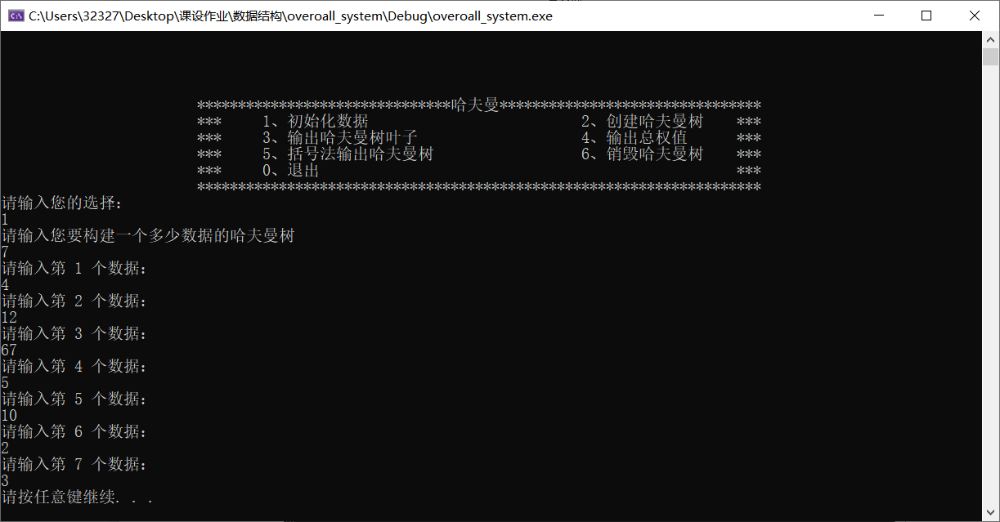 C:\Users\32327\Desktop\课设作业\数据结构\overoall_system\Debug\overoall_system.exe
*******************************哈夫曼********************************
*** 1、初始化数据 2、创建哈夫曼树 ***
*** 3、输出哈夫曼树叶子 4、输出总权值 ***
*** 5、括号法输出哈夫曼树 6、销毁哈夫曼树 ***
*** 0、退出 ***
*********************************************************************
请输入您的选择:
1
请输入您要构建一个多少数据的哈夫曼树
7
请输入第 1 个数据:
4
请输入第 2 个数据:
12
请输入第 3 个数据:
67
请输入第 4 个数据:
5
请输入第 5 个数据:
10
请输入第 6 个数据:
2
请输入第 7 个数据:
3
请按任意键继续. . .